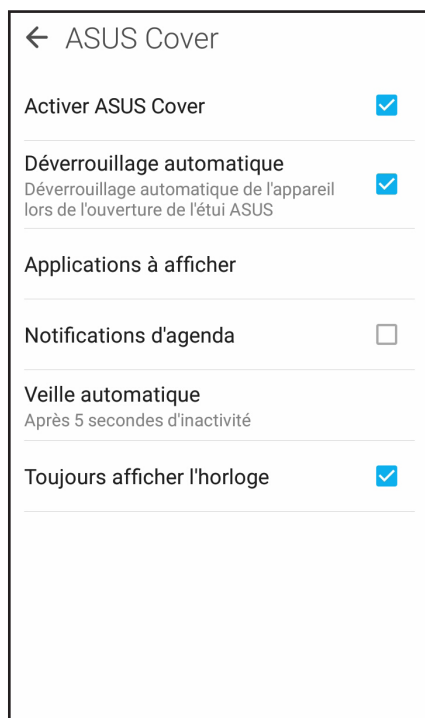 ASUS Cover
Activer ASUS Cover
Déverrouillage automatique
Déverrouillage automatique de l'appareil
lors de l'ouverture de l'étui ASUS
Applications à afficher
Notifications d'agenda
Veille automatique
Après 5 secondes d'inactivité
Toujours afficher l'horloge